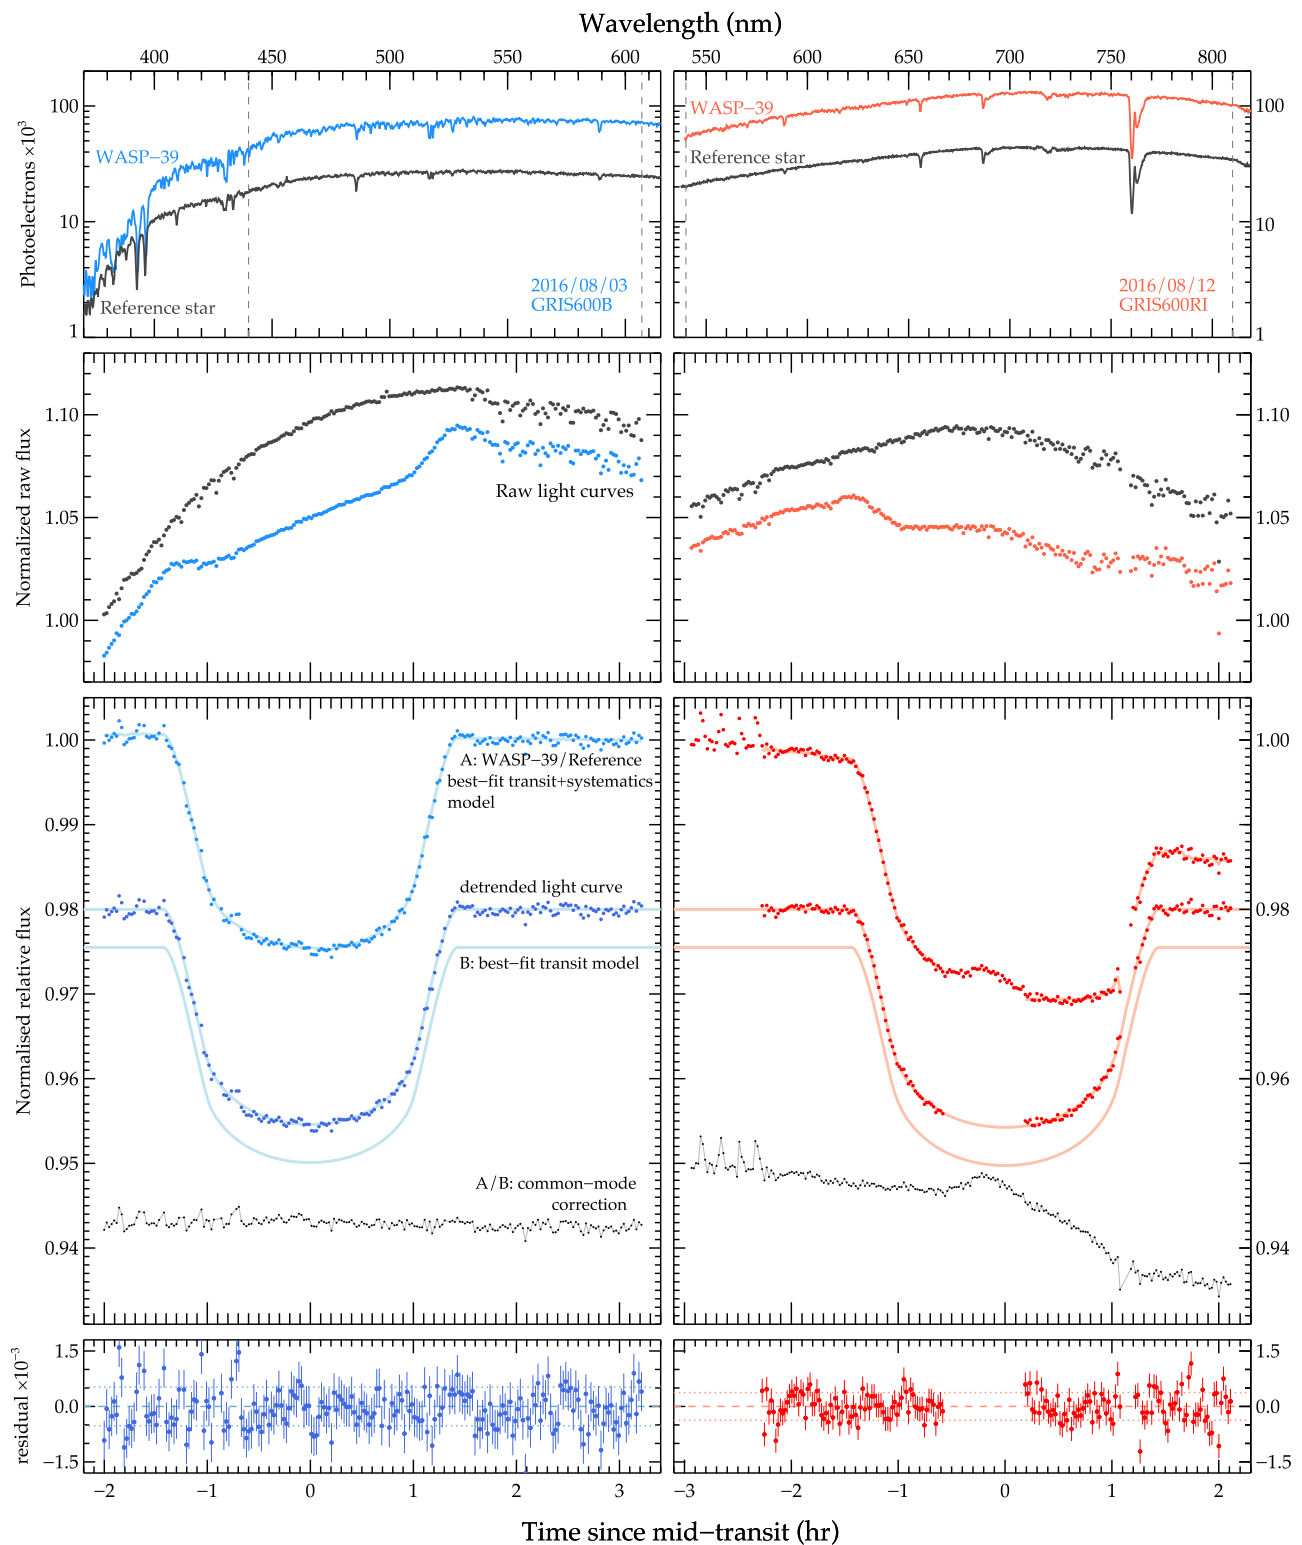 Wavelength (nm)
400 450 500 550 600
550 600 650 700 750 800
Photoelectrons ×10³
100
10
1
WASP−39
Reference star
2016/08/03
GRIS600B
WASP−39
Reference star
2016/08/12
GRIS600RI
100
10
1
Normalized raw flux
1.10
1.05
1.00
Raw light curves
1.10
1.05
1.00
Normalised relative flux
1.00
0.99
0.98
0.97
0.96
0.95
0.94
A: WASP−39/Reference
best−fit transit+systematics
model
detrended light curve
B: best−fit transit model
A/B: common−mode
correction
1.00
0.98
0.96
0.94
residual ×10⁻³
1.5
0.0
−1.5
1.5
0.0
−1.5
−2 −1 0 1 2 3
−3 −2 −1 0 1 2
Time since mid−transit (hr)